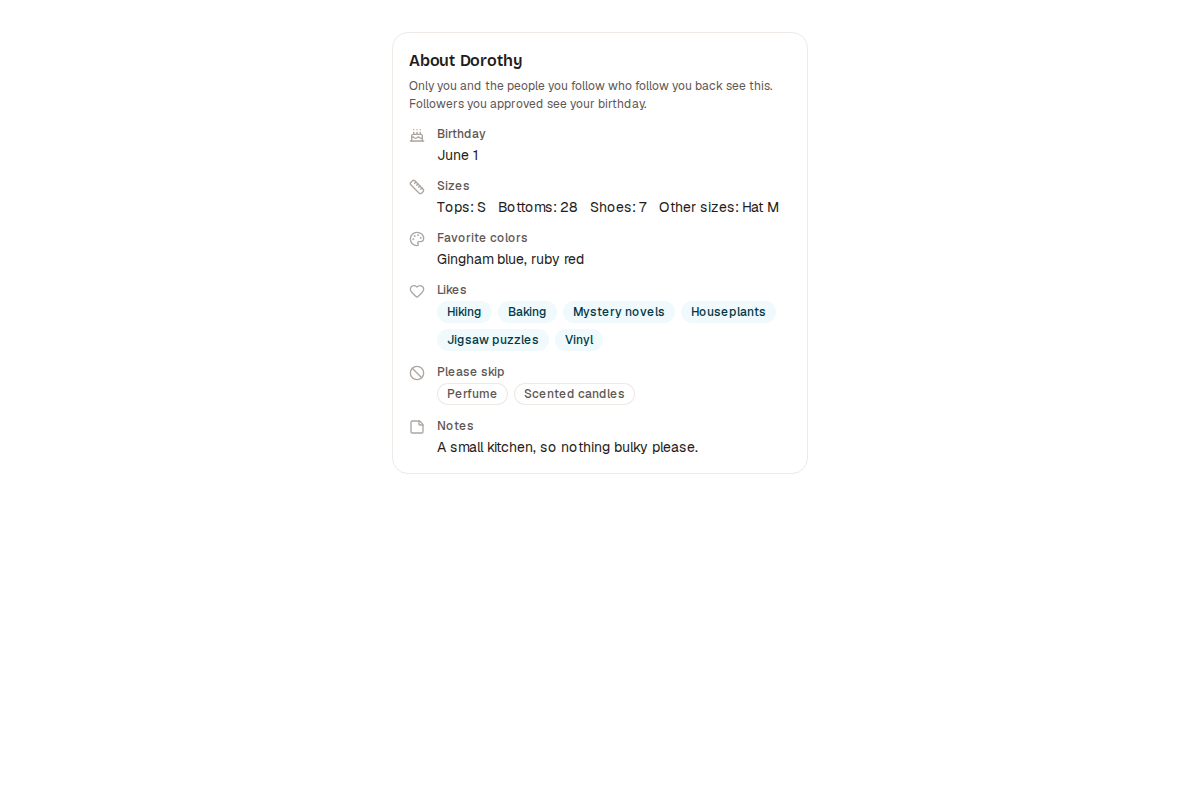 About Dorothy
Only you and the people you follow who follow you back see this.
Followers you approved see your birthday.
Birthday
June 1
Sizes
Tops: S Bottoms: 28 Shoes: 7 Other sizes: Hat M
Favorite colors
Gingham blue, ruby red
Likes
Hiking Baking Mystery novels Houseplants
Jigsaw puzzles Vinyl
Please skip
Perfume Scented candles
Notes
A small kitchen, so nothing bulky please.